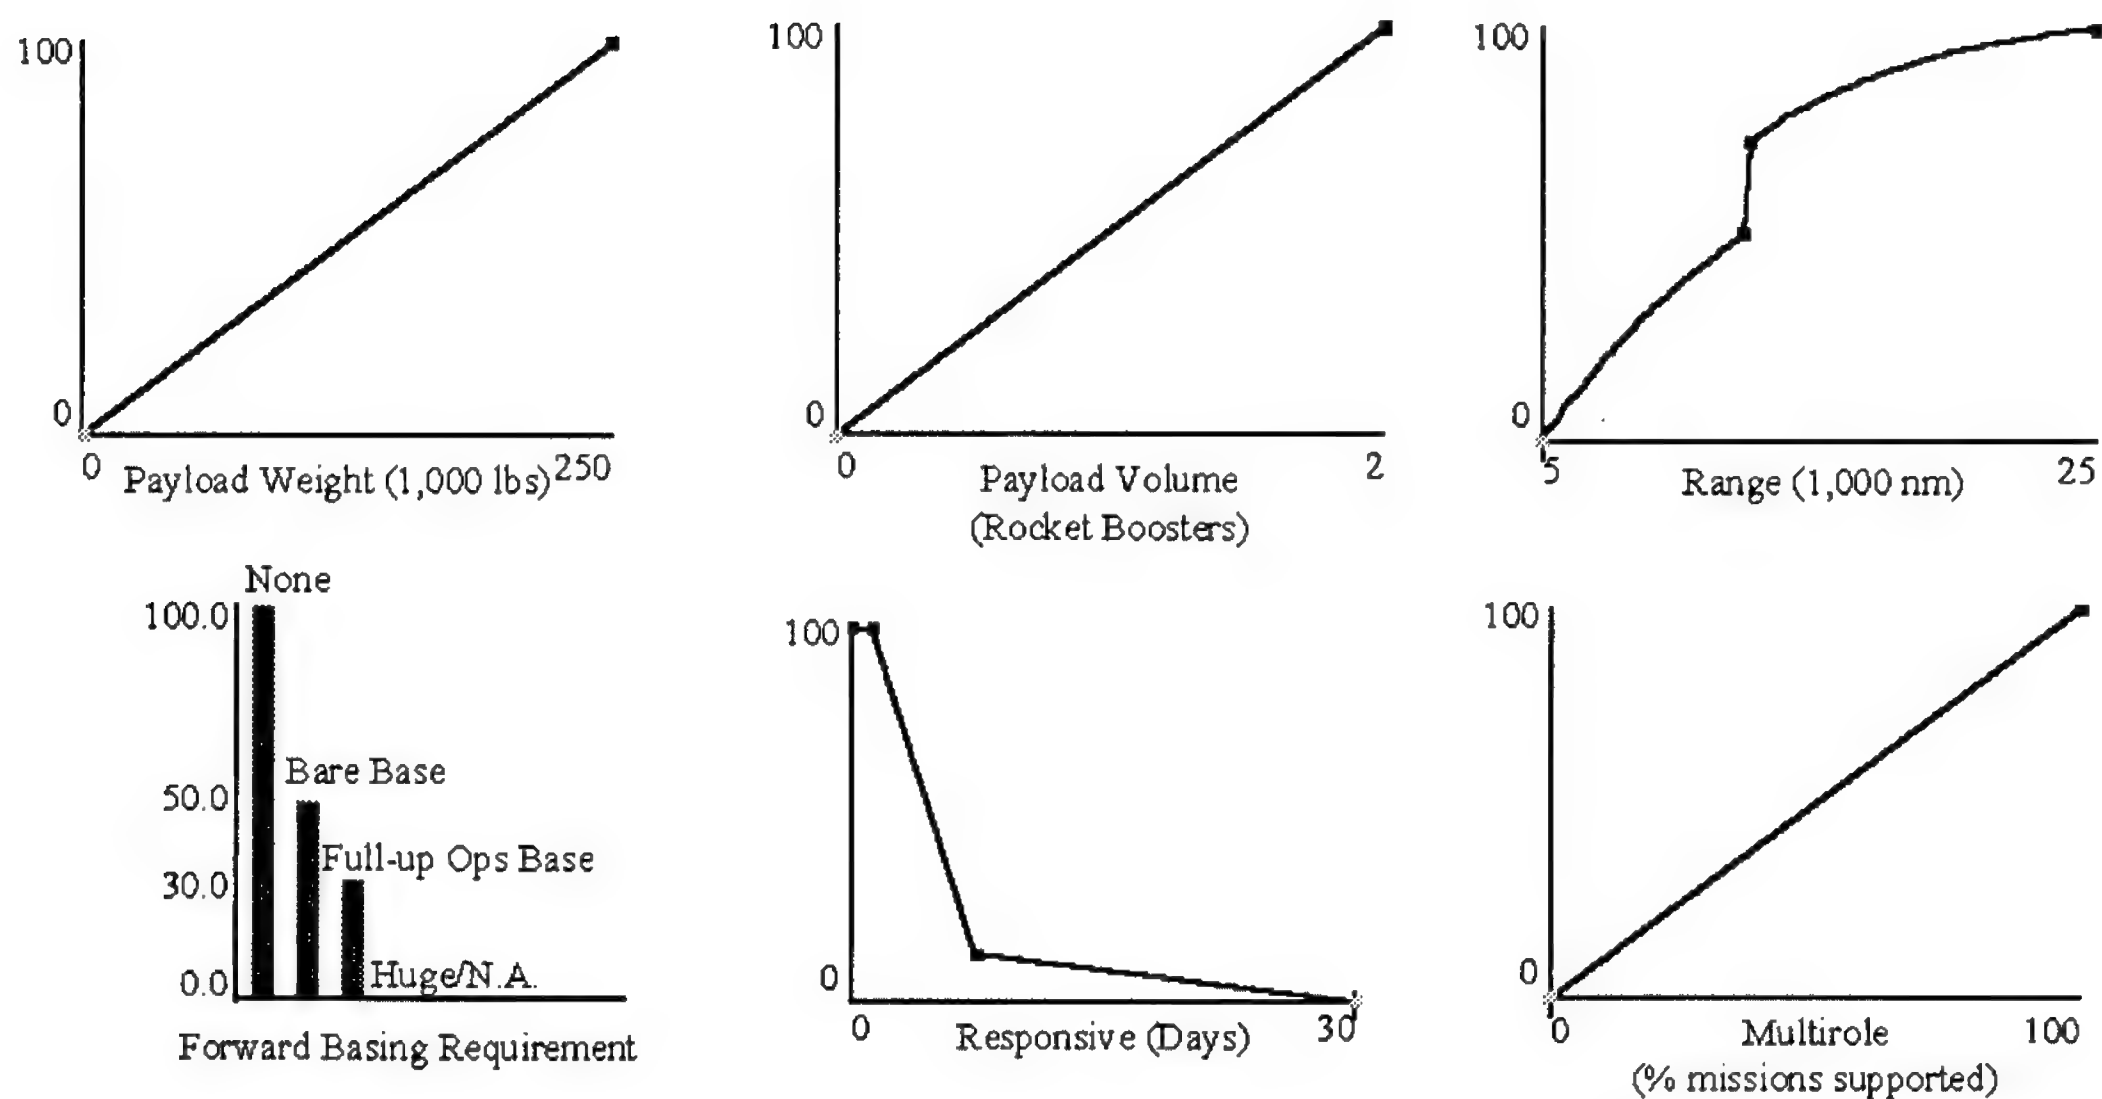 100
0
0
Payload Weight (1,000 lbs)
250
100
0
0
Payload Volume
(Rocket Boosters)
2
100
0
5
Range (1,000 nm)
25
None
100.0
Bare Base
50.0
Full-up Ops Base
30.0
Huge/N.A.
0.0
Forward Basing Requirement
100
0
0
Responsive (Days)
30
100
0
0
Multirole
100
(% missions supported)